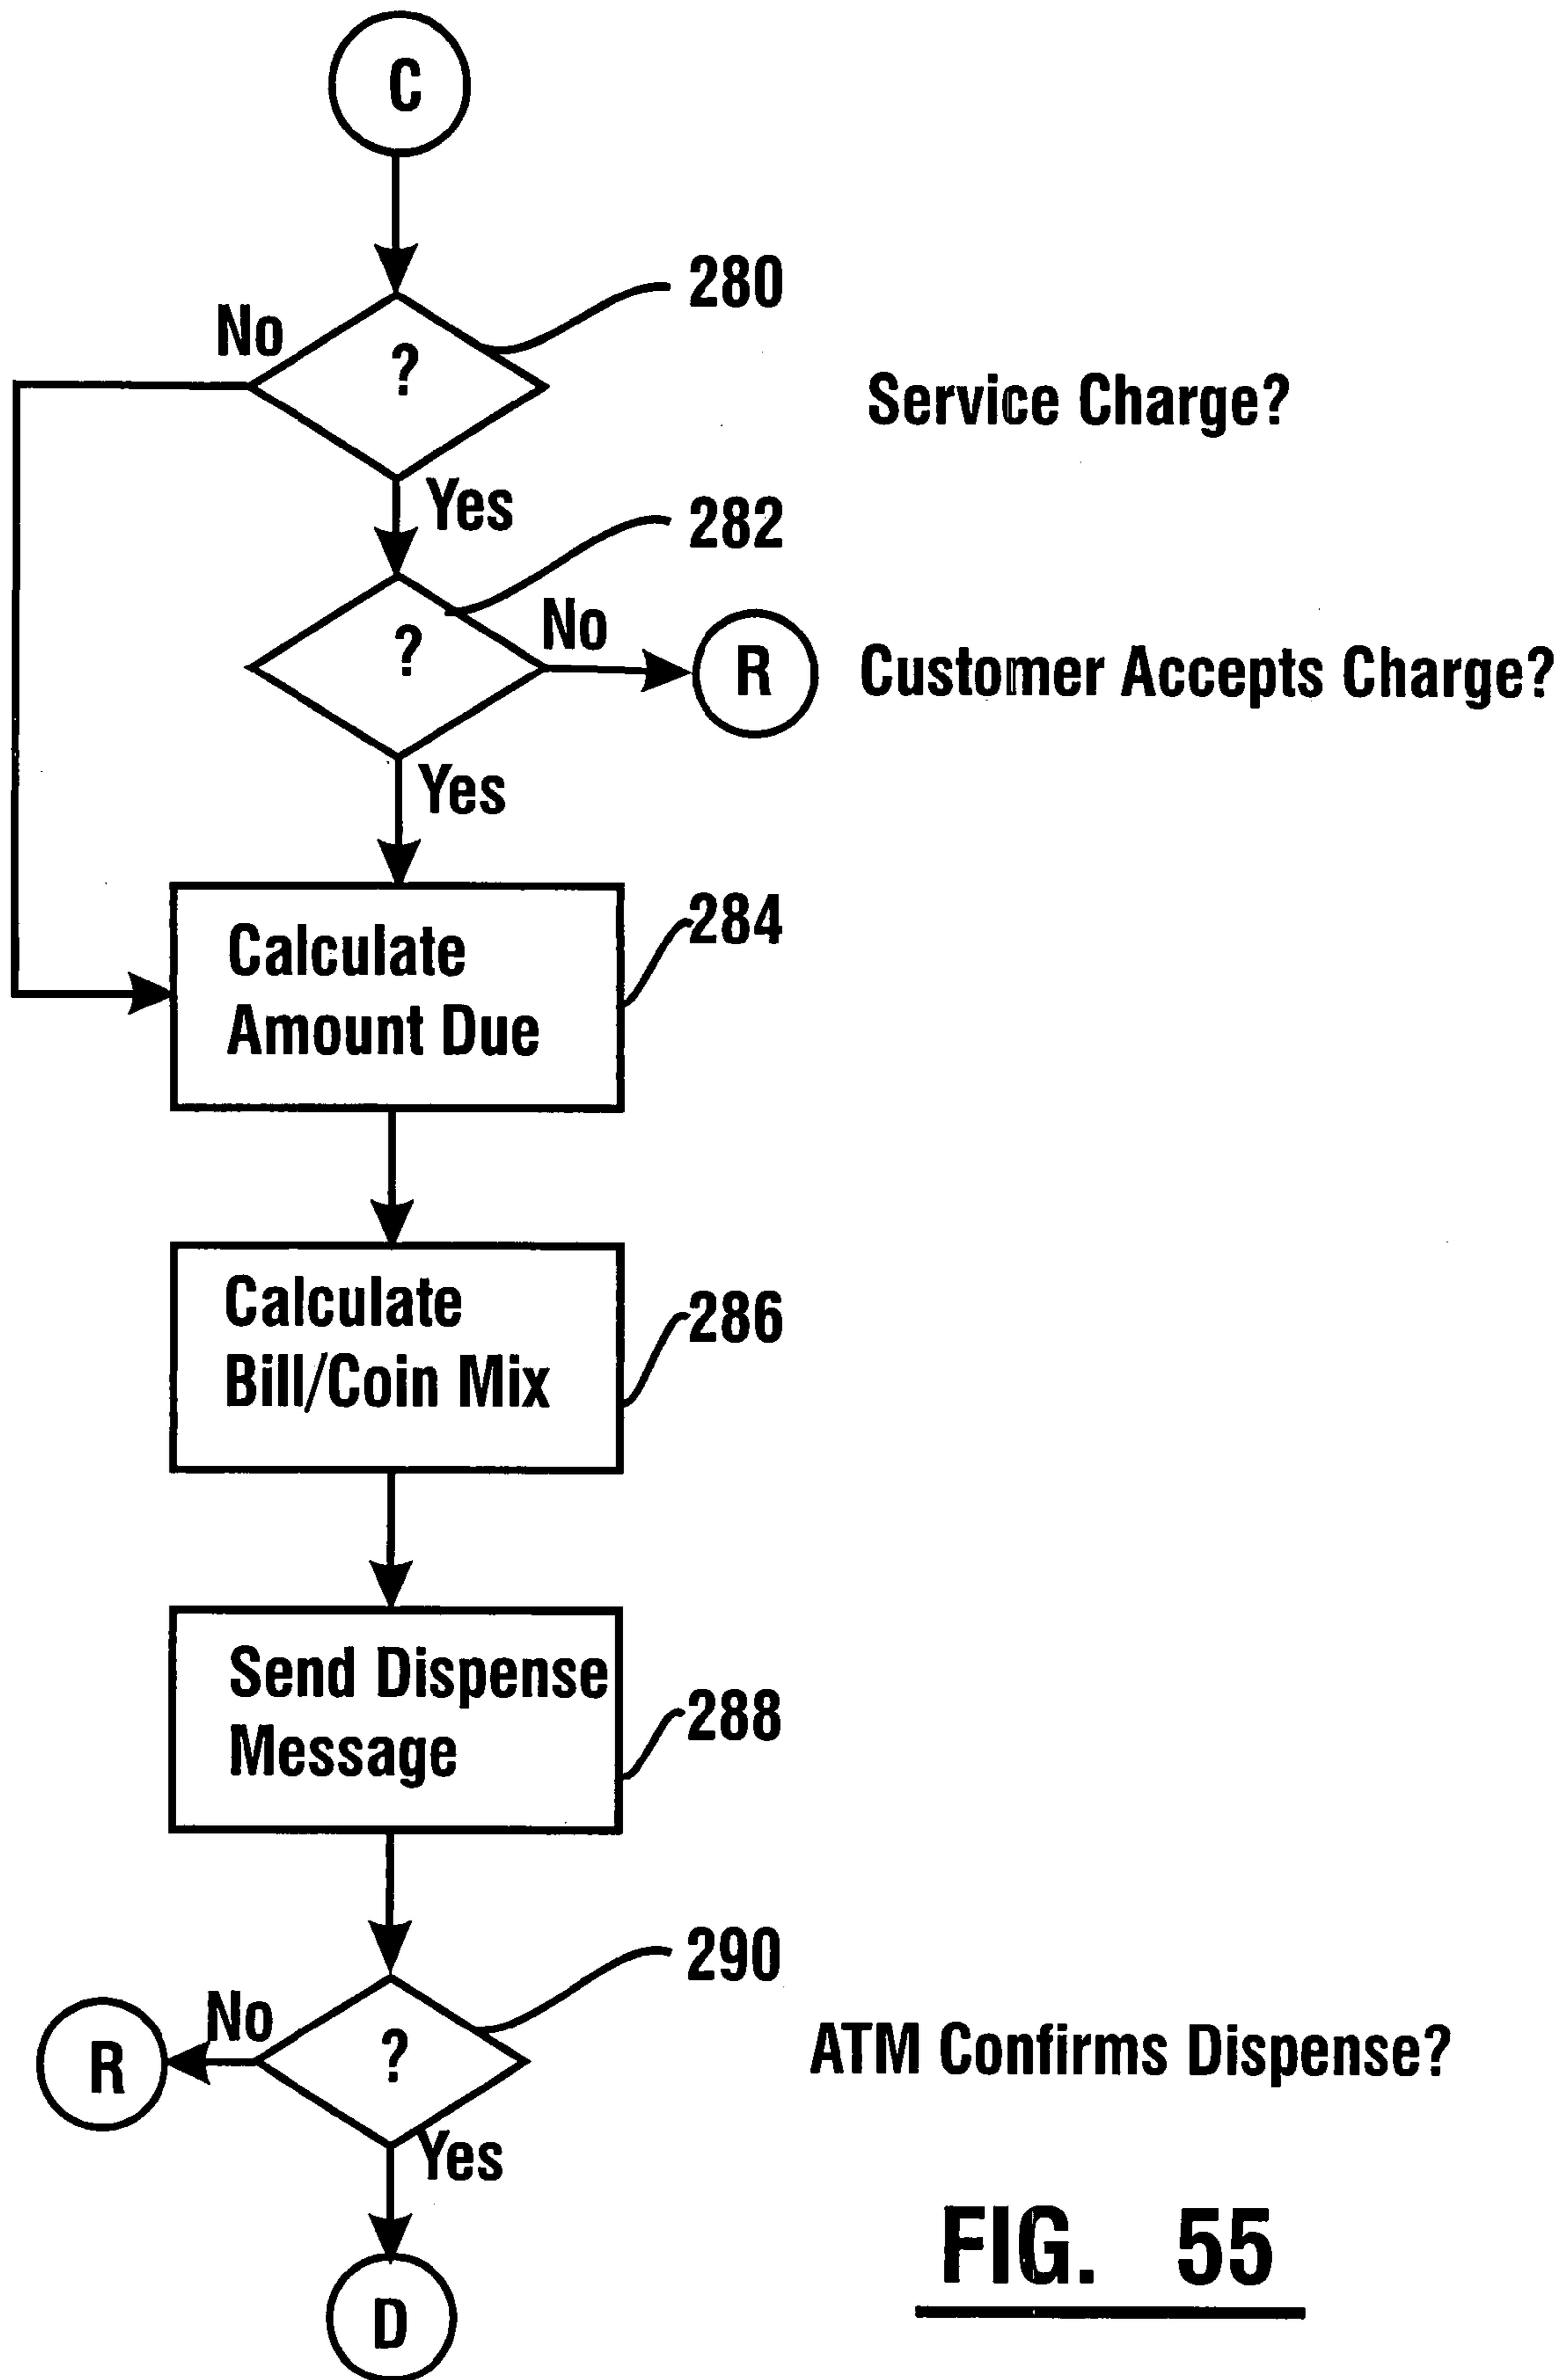 C
280
No
?
Service Charge?
Yes
282
No
?
R
Customer Accepts Charge?
Yes
284
Calculate
Amount Due
Calculate
286
Bill/Coin Mix
Send Dispense
288
Message
290
No
R
?
ATM Confirms Dispense?
Yes
FIG. 55
D